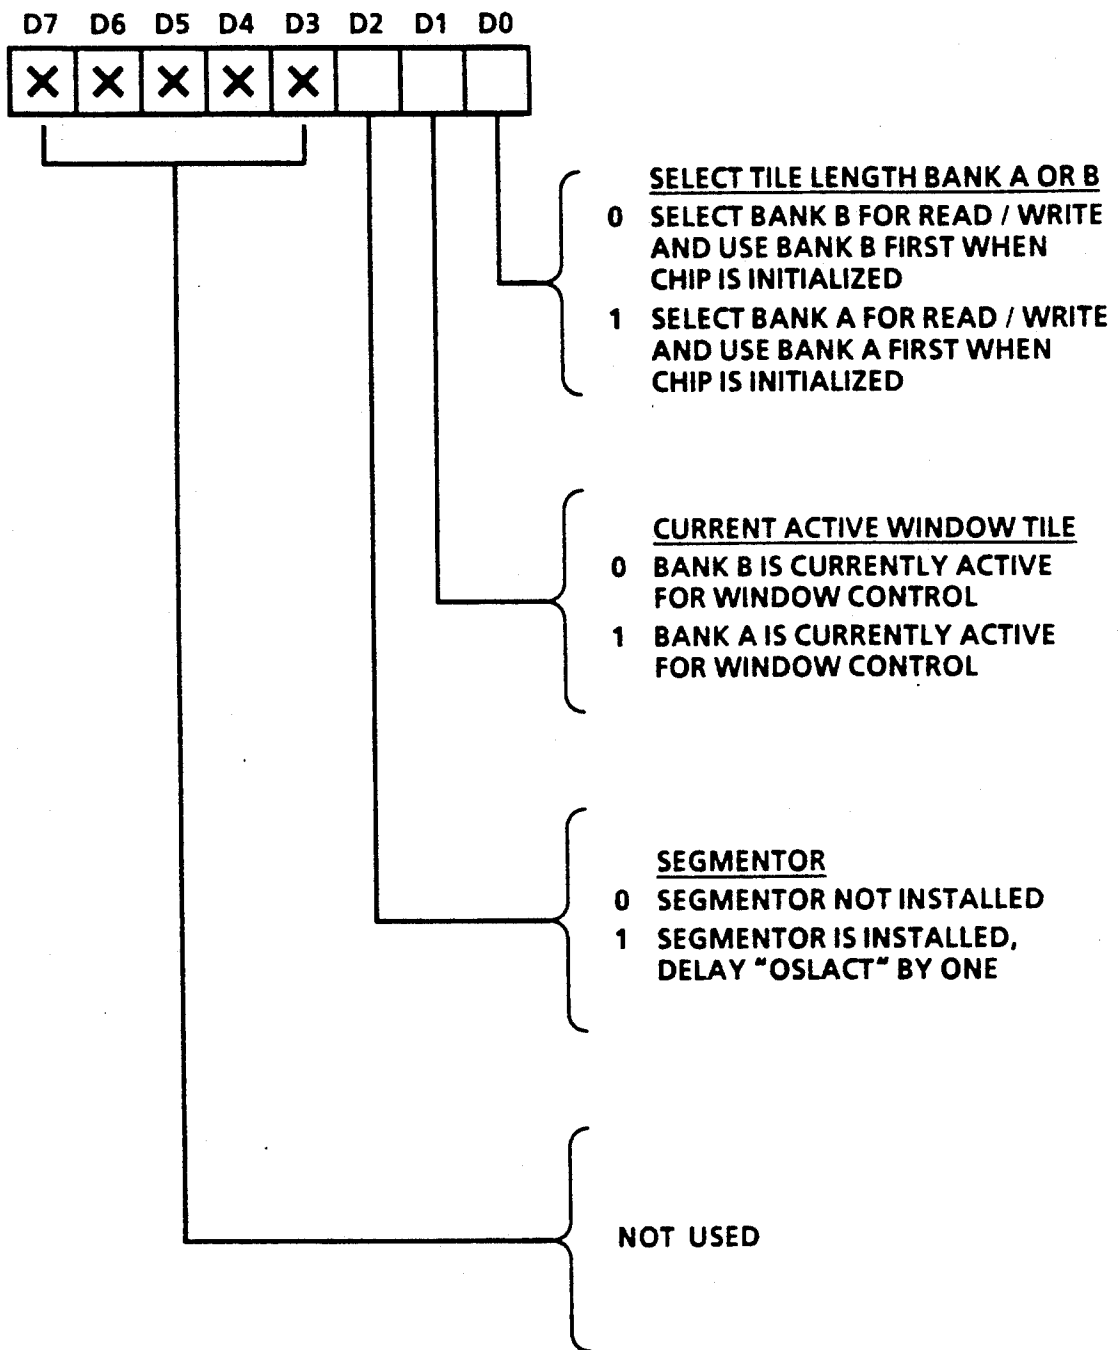 D7 D6 D5 D4 D3 D2 D1 D0
X X X X X
SELECT TILE LENGTH BANK A OR B
0 SELECT BANK B FOR READ / WRITE
AND USE BANK B FIRST WHEN
CHIP IS INITIALIZED
1 SELECT BANK A FOR READ / WRITE
AND USE BANK A FIRST WHEN
CHIP IS INITIALIZED
CURRENT ACTIVE WINDOW TILE
0 BANK B IS CURRENTLY ACTIVE
FOR WINDOW CONTROL
1 BANK A IS CURRENTLY ACTIVE
FOR WINDOW CONTROL
SEGMENTOR
0 SEGMENTOR NOT INSTALLED
1 SEGMENTOR IS INSTALLED,
DELAY "OSLACT" BY ONE
NOT USED